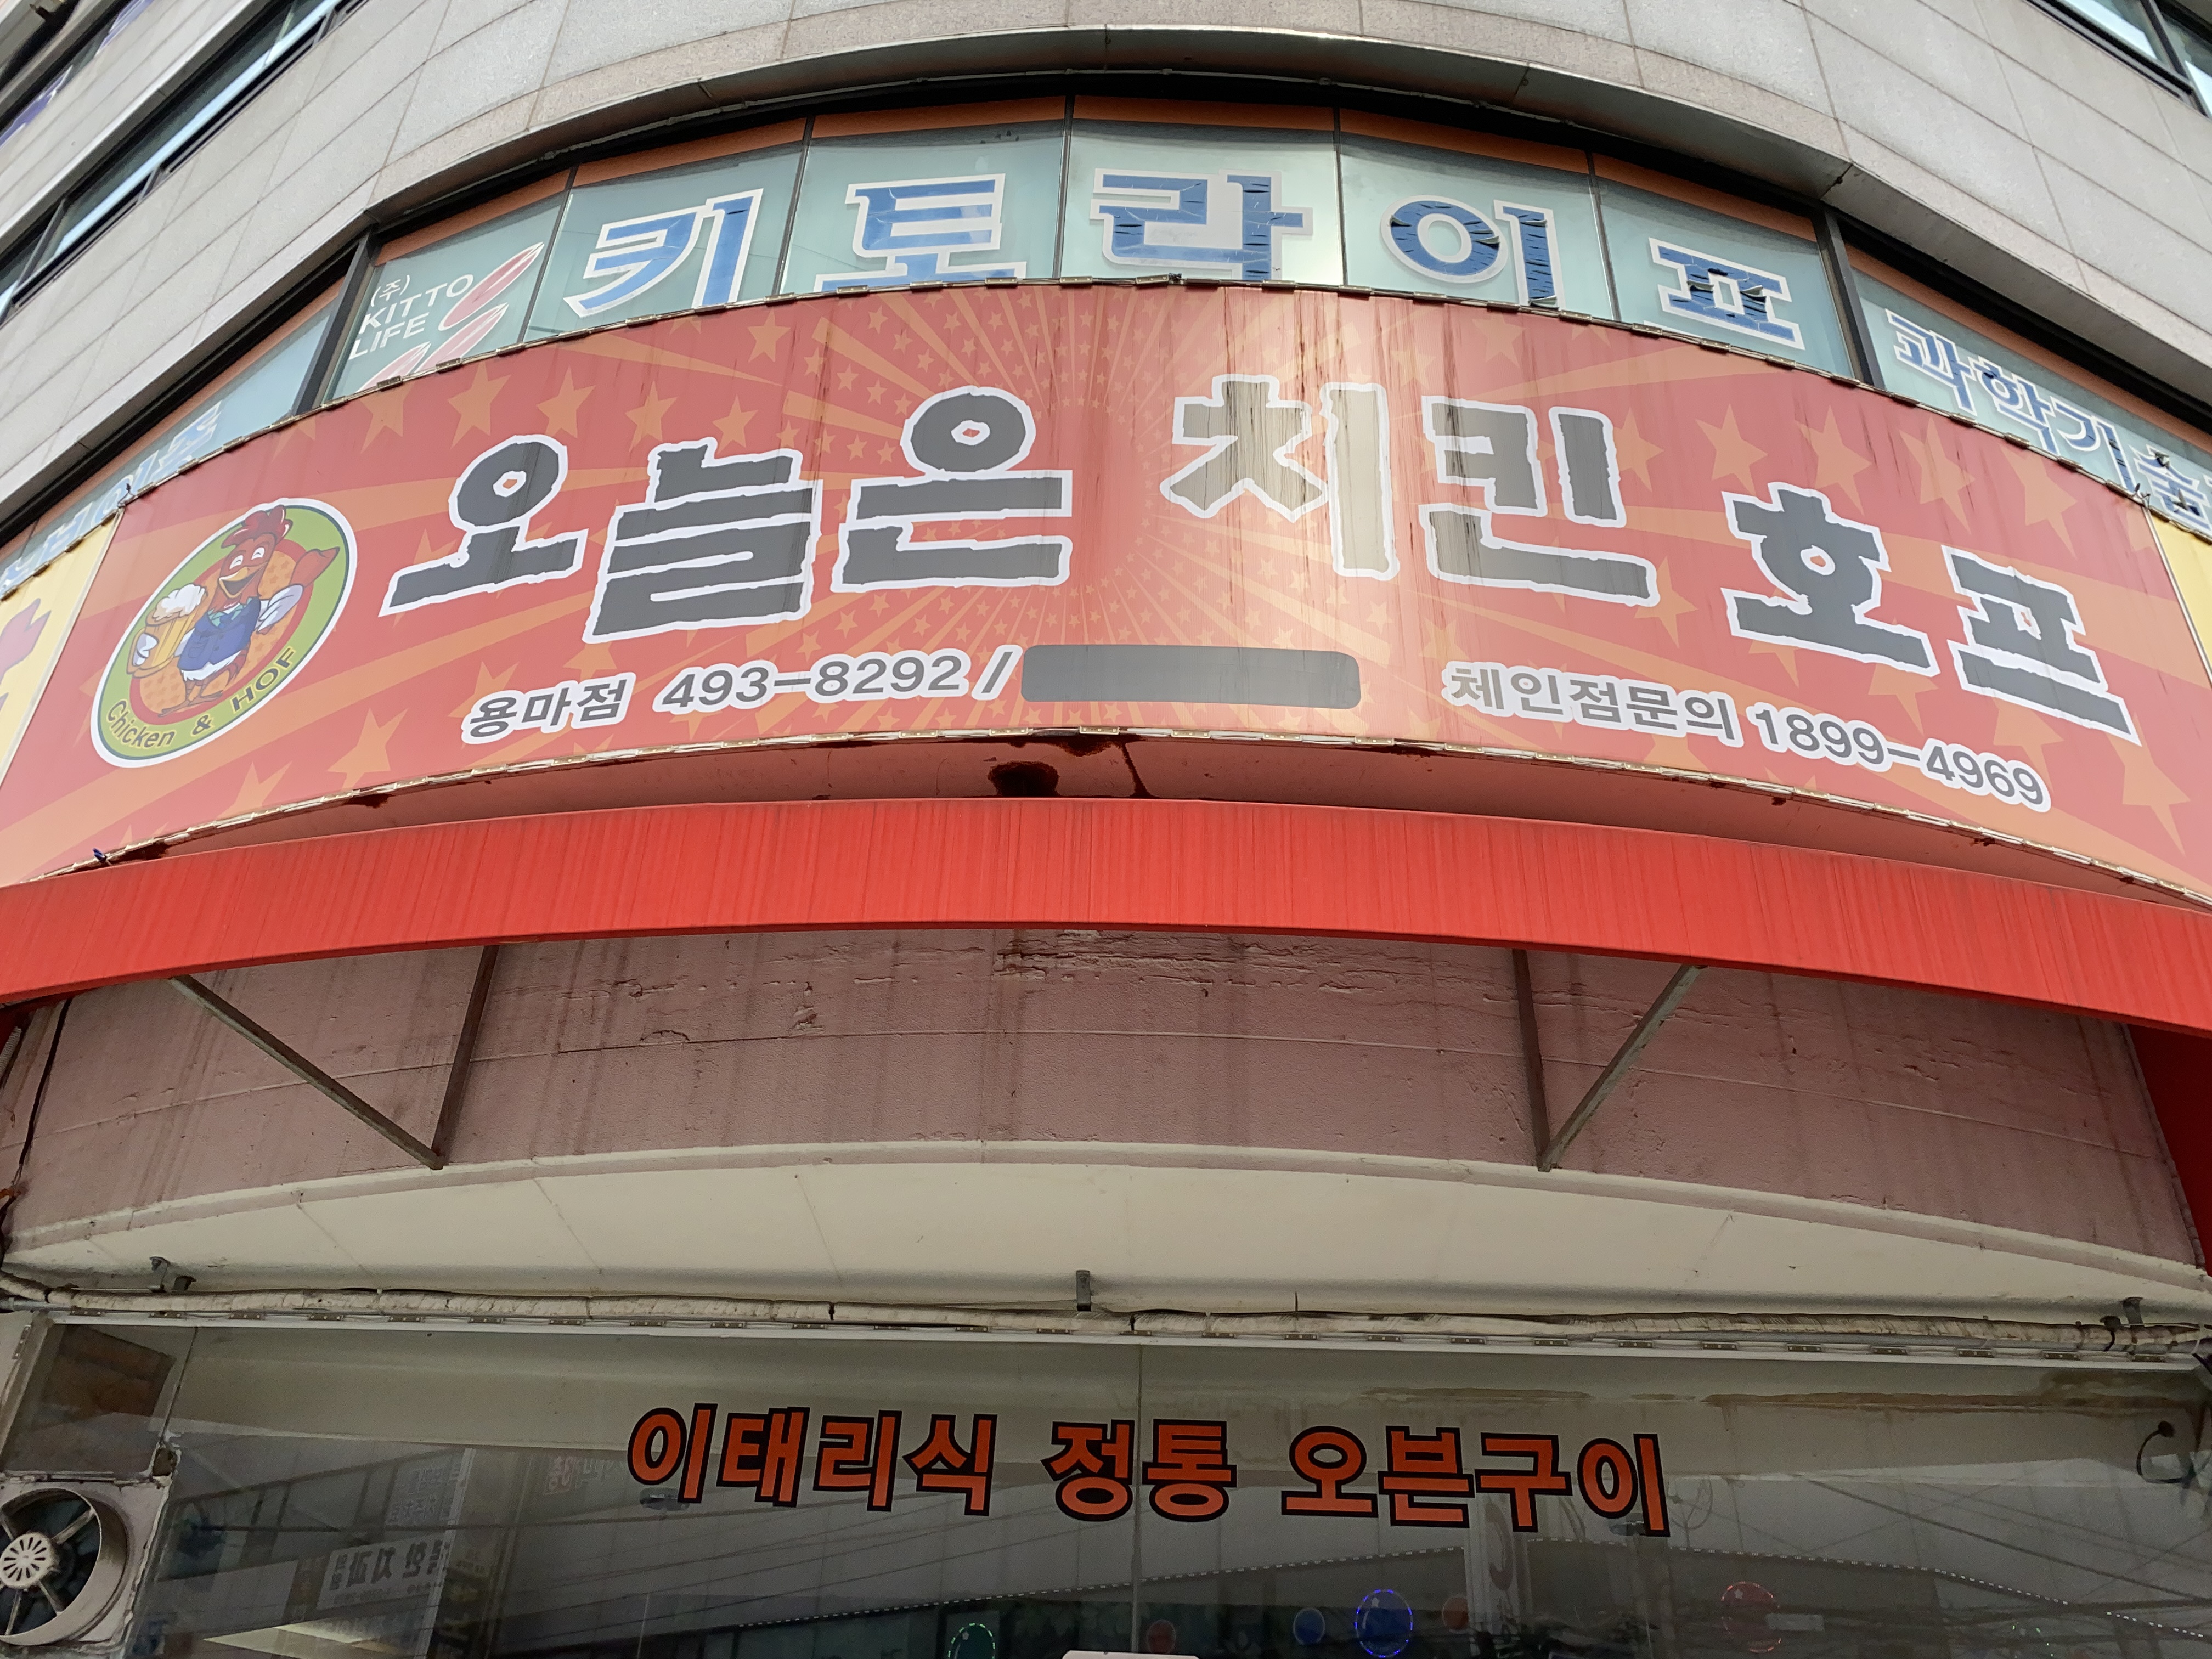 (주)
KITTO
LIFE
키토라이프
과학기술
오늘은 치킨 호프
Chicken & HOF
용마점 493-8292 /
체인점문의 1899-4969
이태리식 정통 오븐구이